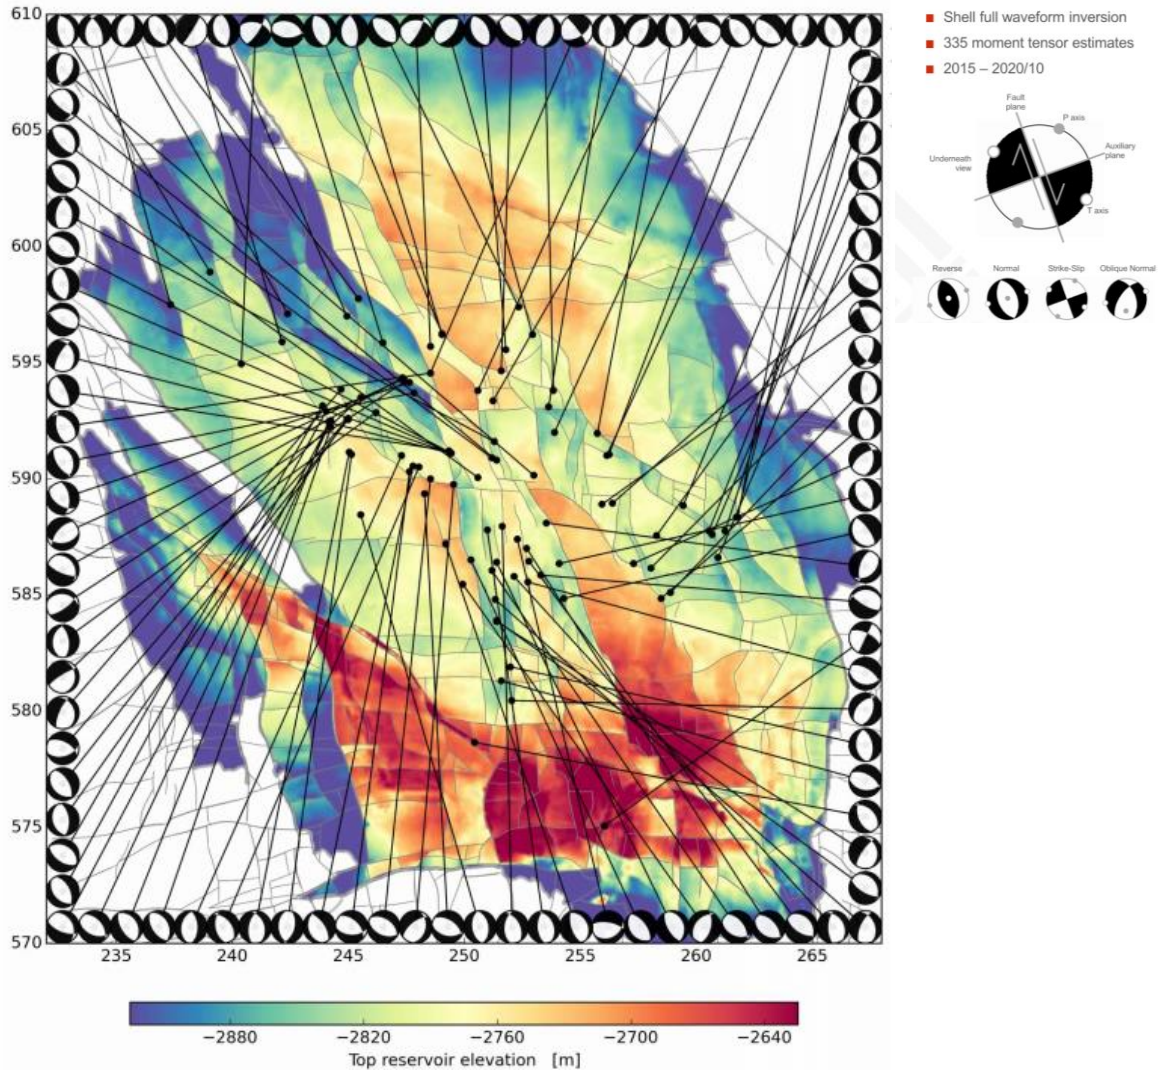 Shell full waveform inversion
335 moment tensor estimates
2015 – 2020/10
Fault
plane
P axis
Auxiliary
plane
Underneath
view
T axis
Reverse
Normal
Strike-Slip
Oblique Normal
610
605
600
595
590
585
580
575
570
235
240
245
250
255
260
265
−2880
−2820
−2760
−2700
−2640
Top reservoir elevation [m]